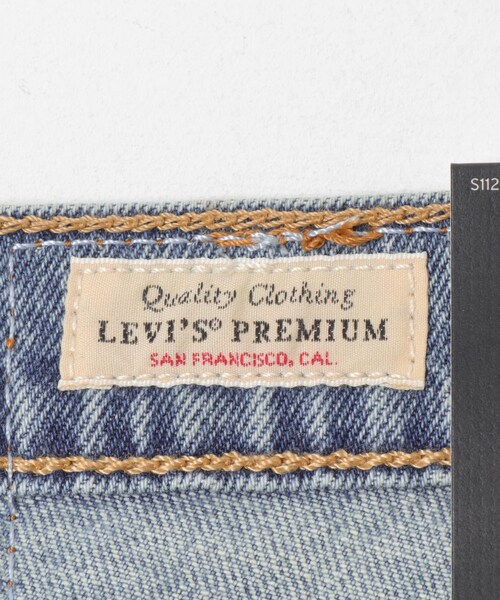 S112
Quality Clothing
LEVI'S® PREMIUM
SAN FRANCISCO, CAL.